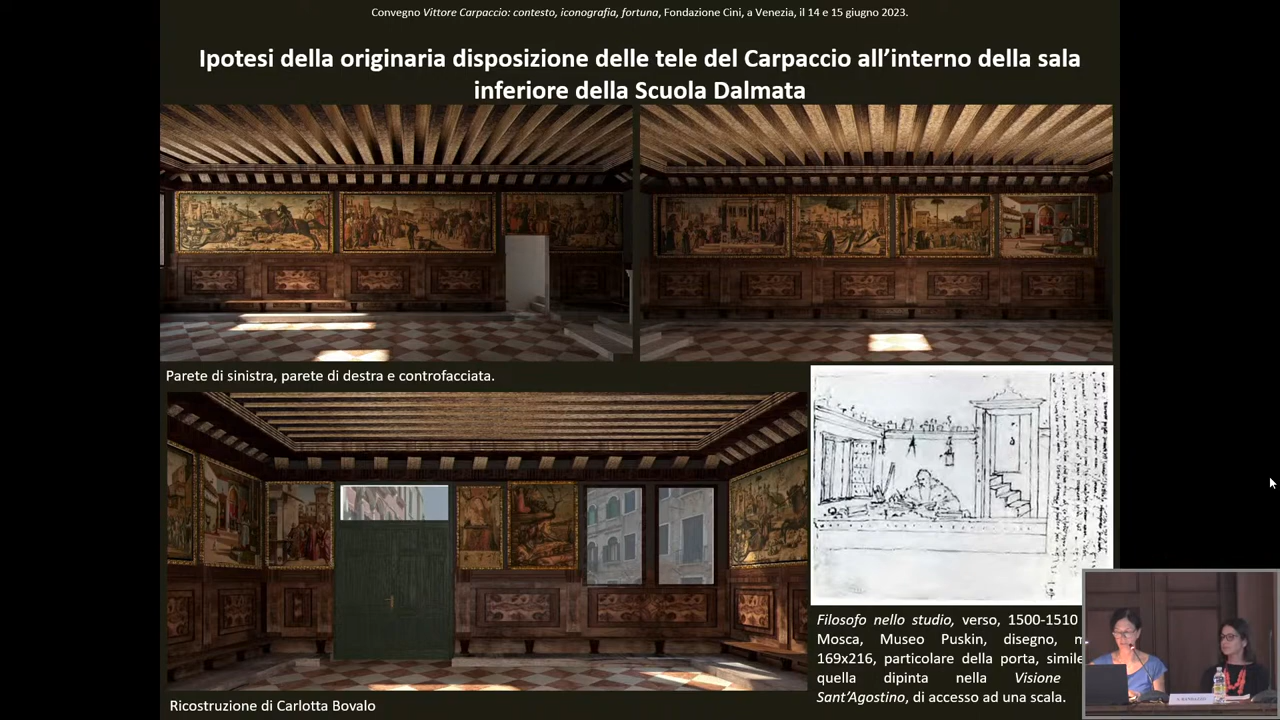 Convegno Vittore Carpaccio: contesto, iconografia, fortuna, Fondazione Cini, a Venezia, il 14 e 15 giugno 2023.
Ipotesi della originaria disposizione delle tele del Carpaccio all’interno della sala
inferiore della Scuola Dalmata
Parete di sinistra, parete di destra e controfacciata.
Filosofo nello studio, verso, 1500-1510
Mosca, Museo Puskin, disegno, m
169x216, particolare della porta, simile
quella dipinta nella Visione
Sant’Agostino, di accesso ad una scala.
Ricostruzione di Carlotta Bovalo